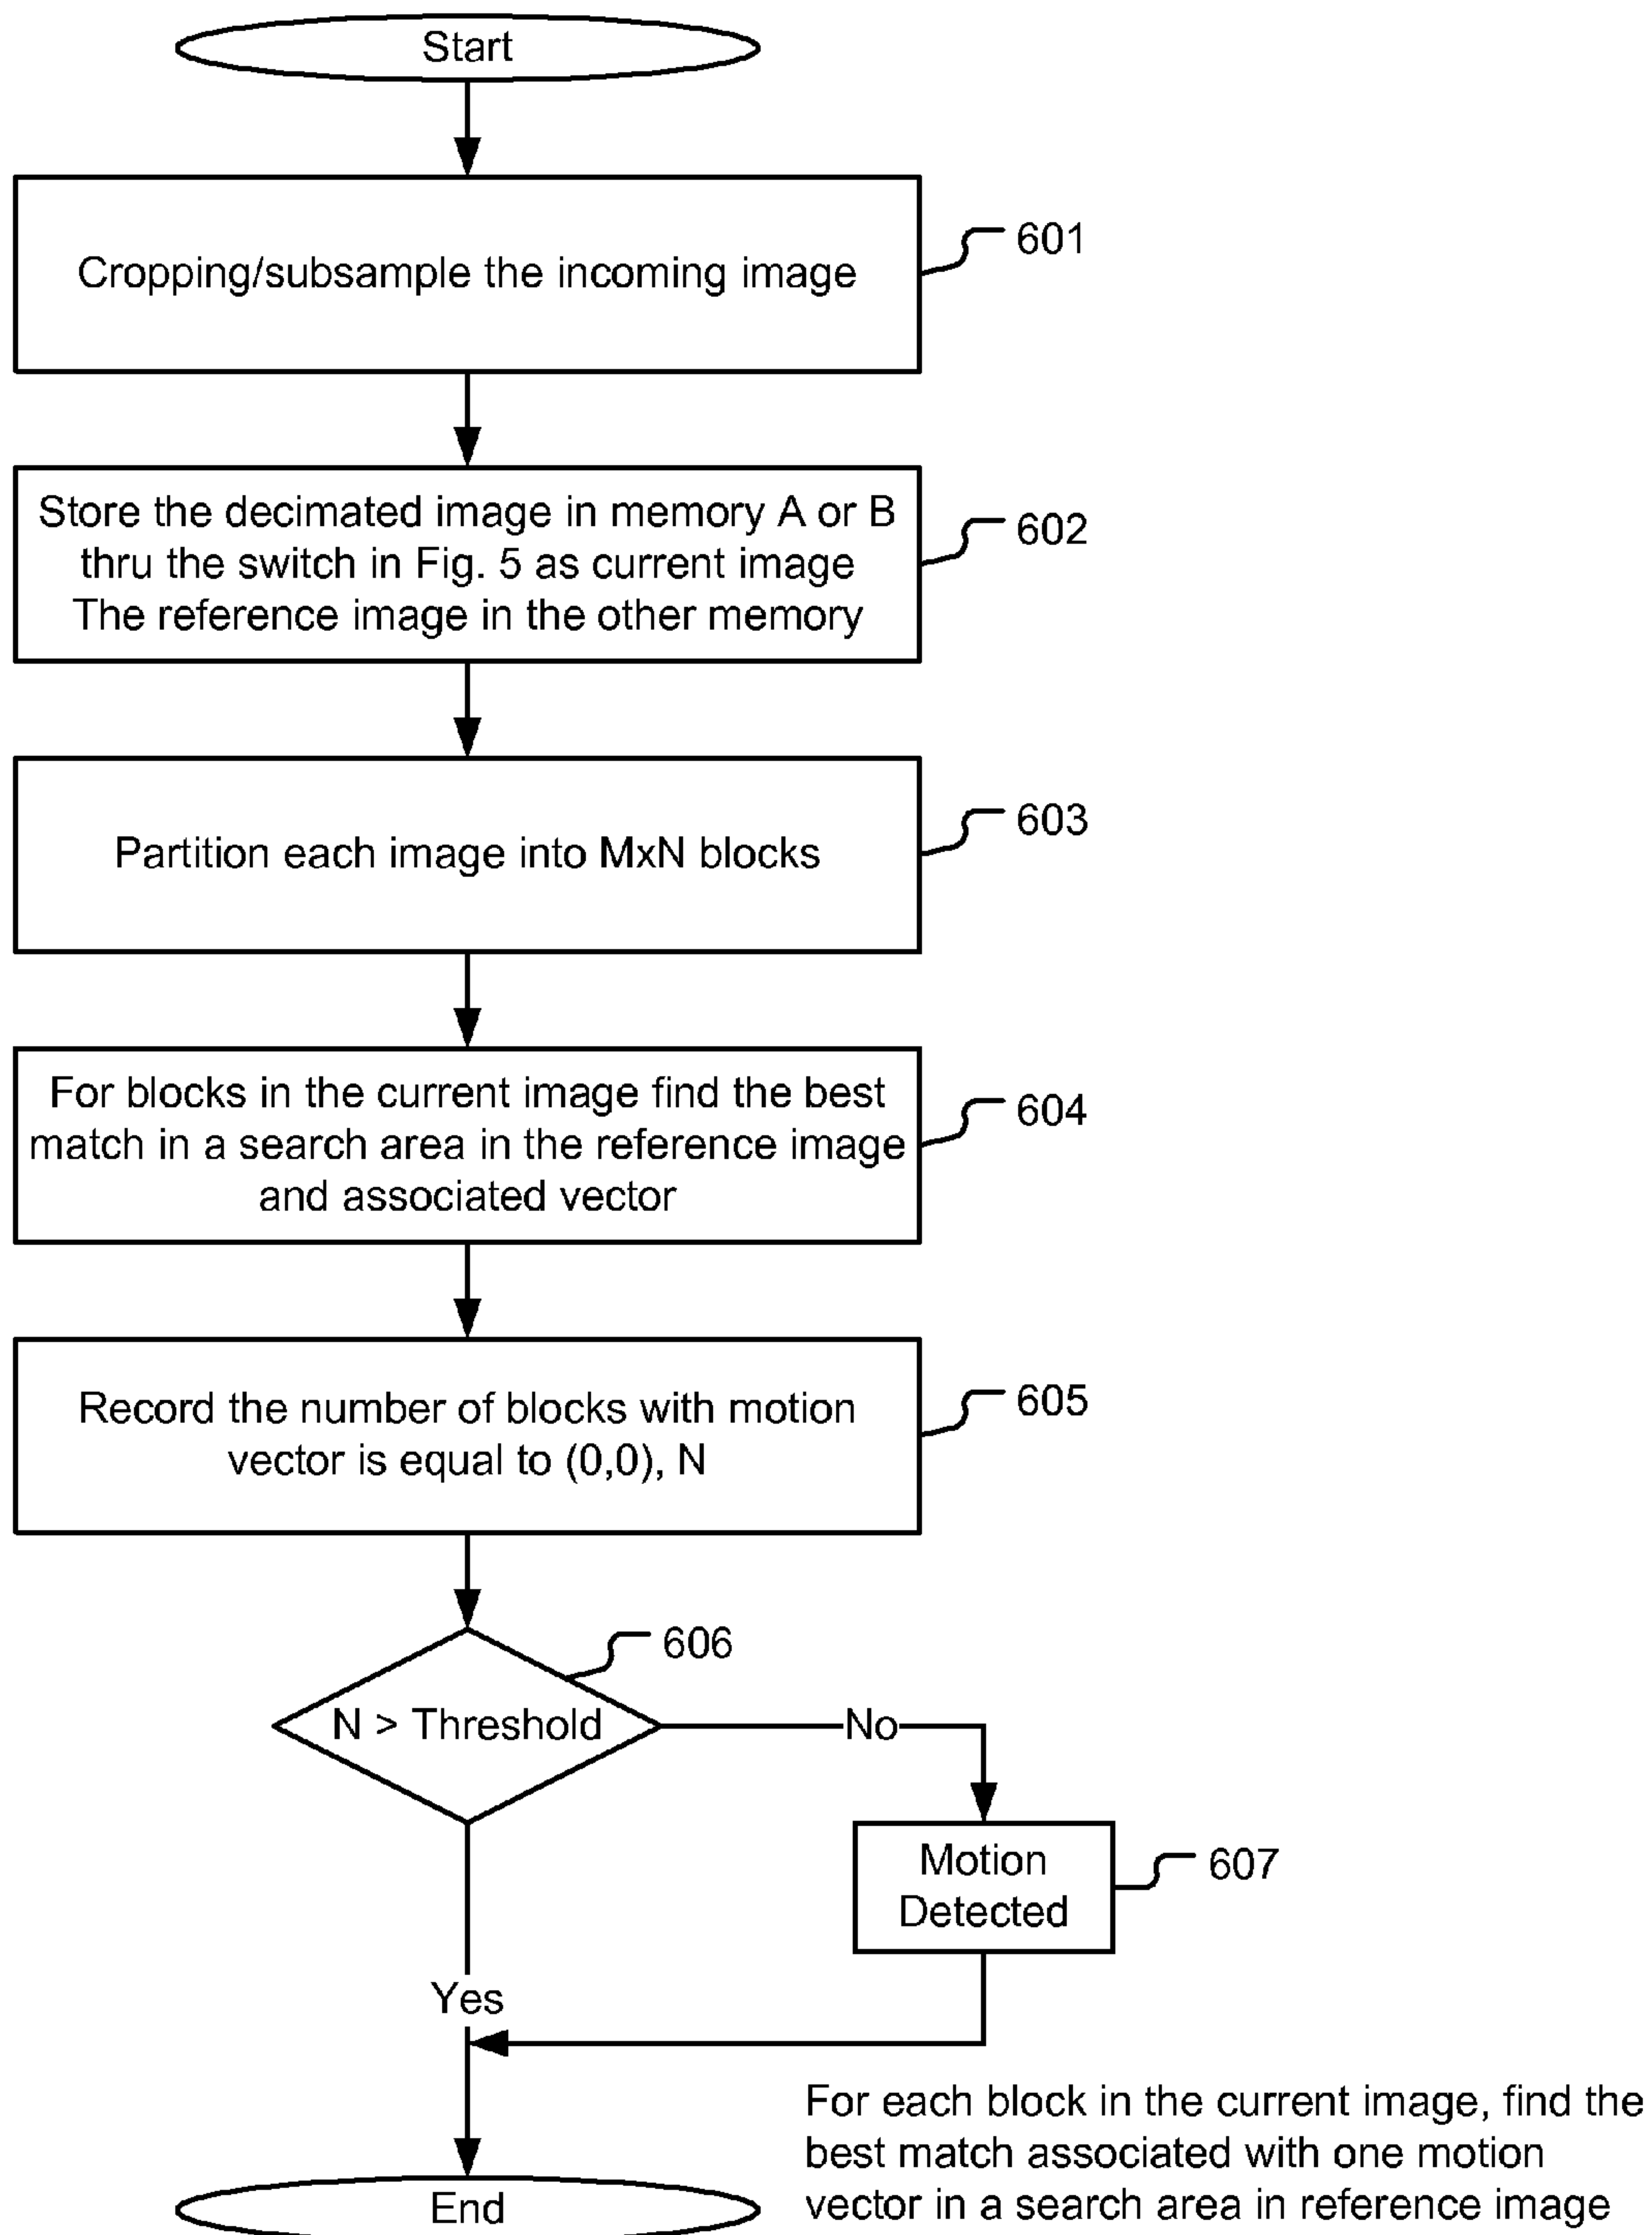 Start
Cropping/subsample the incoming image
601
Store the decimated image in memory A or B
thru the switch in Fig. 5 as current image
The reference image in the other memory
602
Partition each image into MxN blocks
603
For blocks in the current image find the best
match in a search area in the reference image
and associated vector
604
Record the number of blocks with motion
vector is equal to (0,0), N
605
606
N > Threshold
No
Motion
Detected
607
Yes
For each block in the current image, find the
best match associated with one motion
vector in a search area in reference image
End